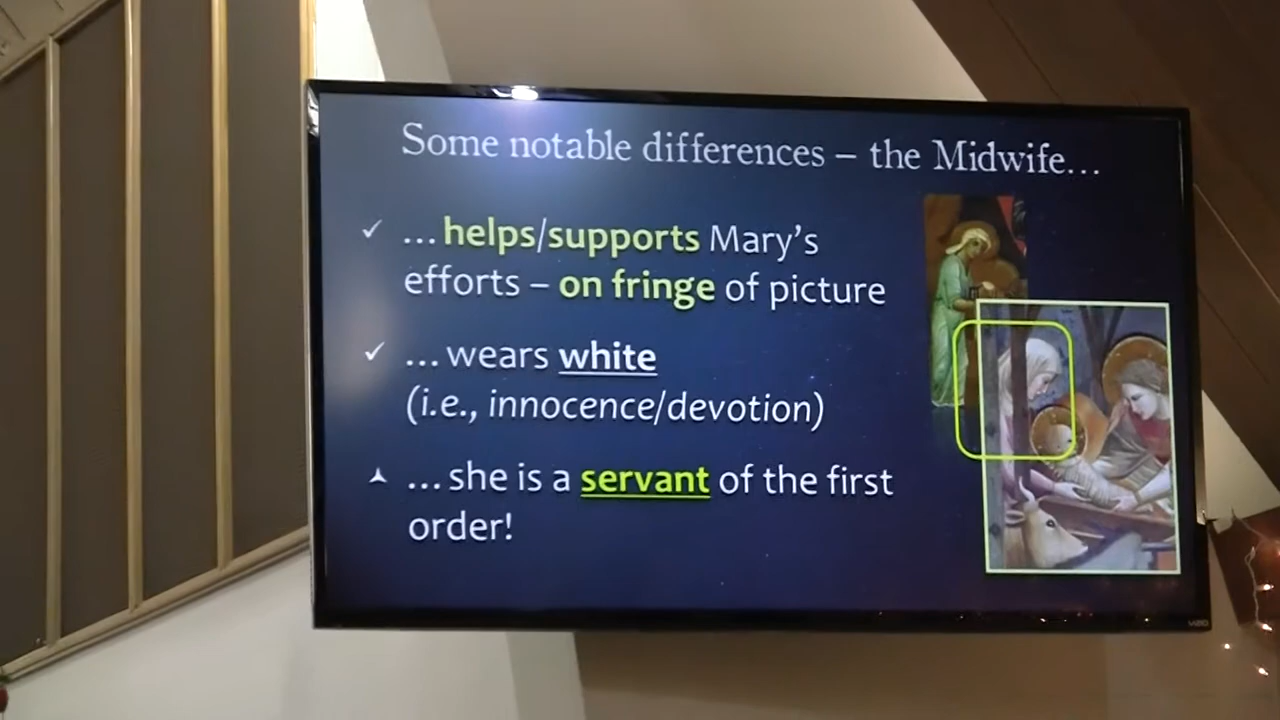 Some notable differences – the Midwife...
...helps/supports Mary's
efforts – on fringe of picture
...wears white
(i.e., innocence/devotion)
...she is a servant of the first
order!
VIZIO